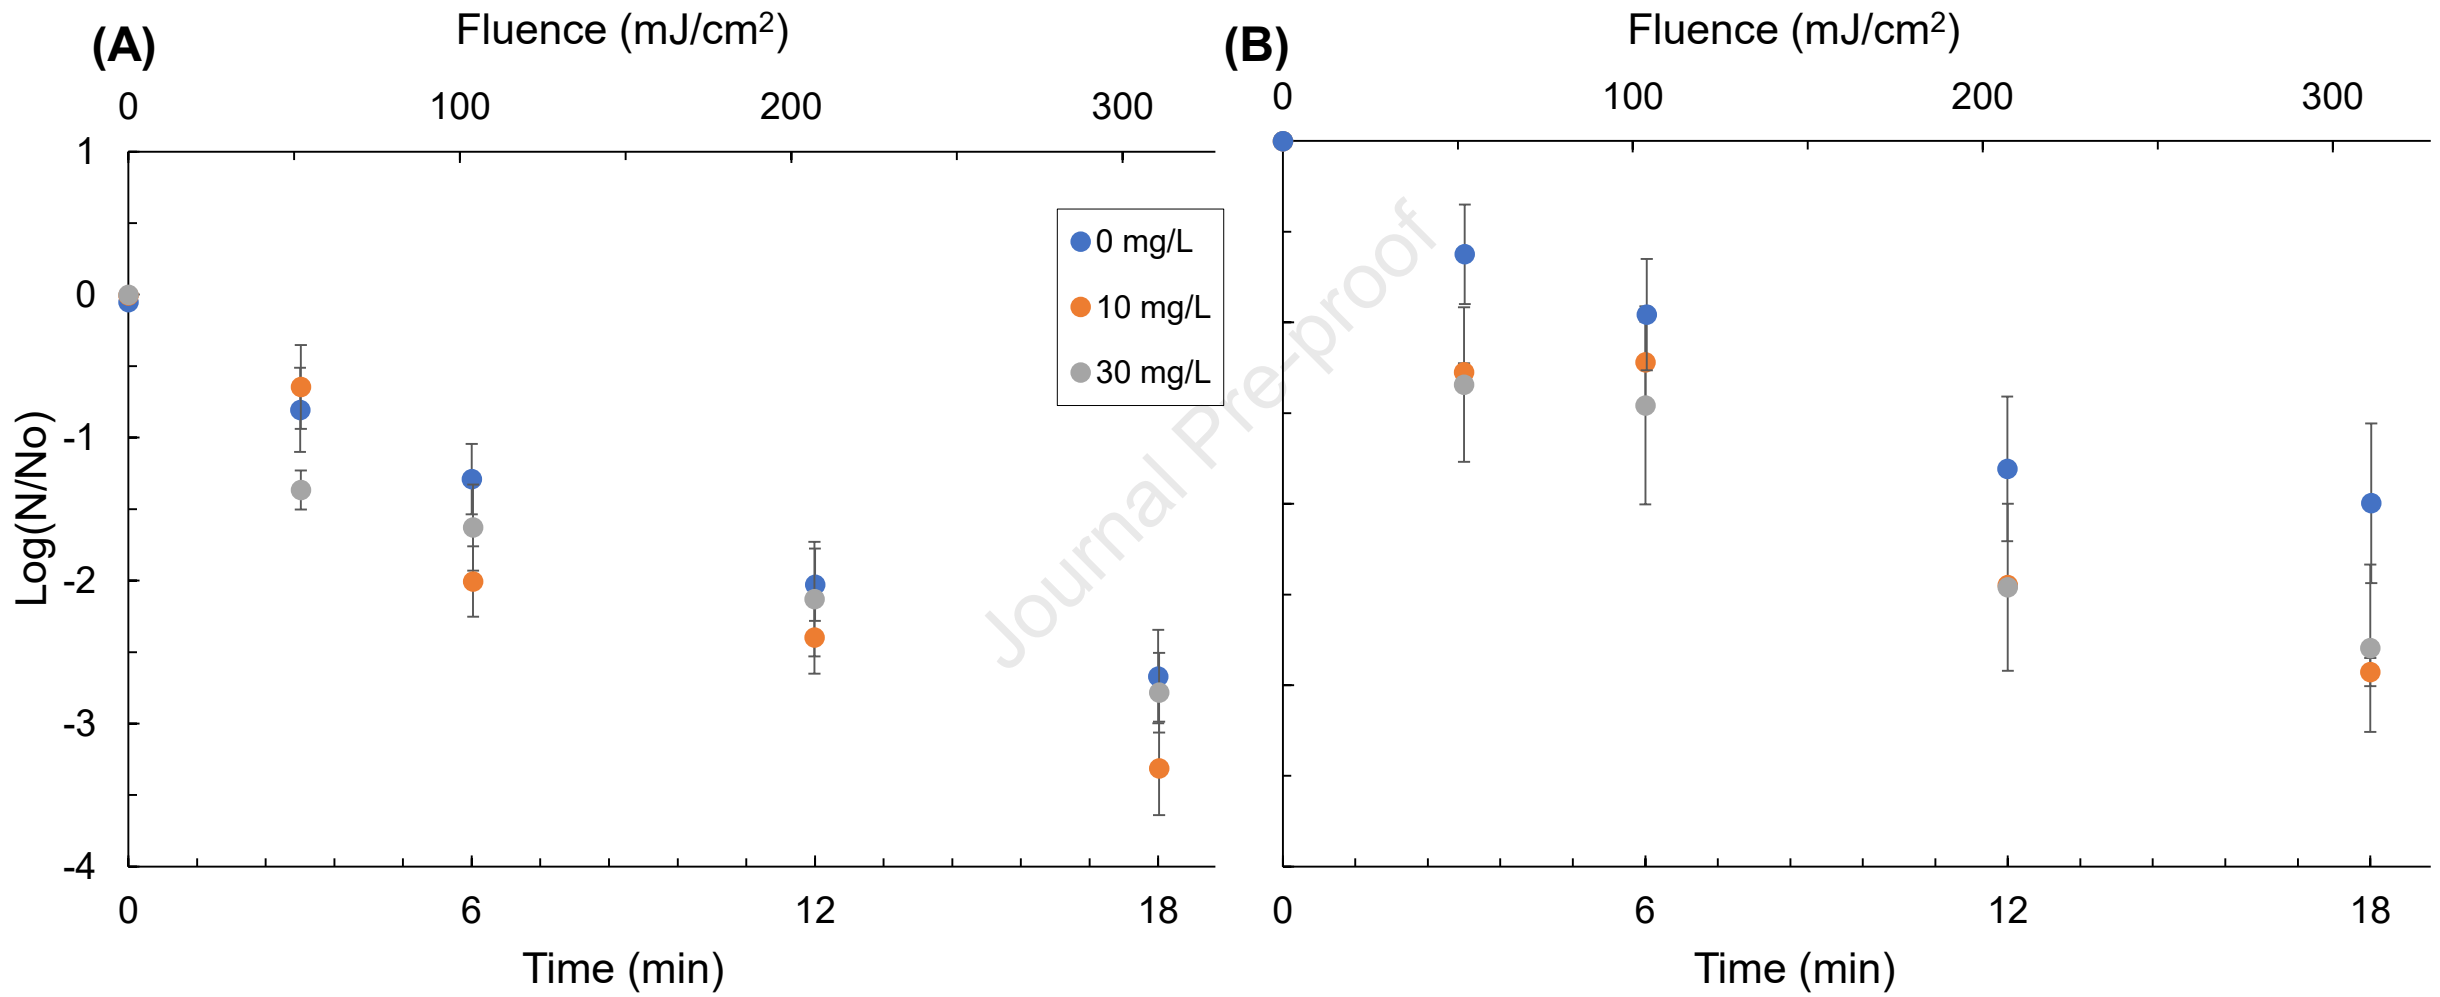 (A)
Fluence (mJ/cm²)
0 100 200 300
1
0
-1
-2
-3
-4
Log(N/No)
0 mg/L
10 mg/L
30 mg/L
0 6 12 18
Time (min)
(B)
Fluence (mJ/cm²)
0 100 200 300
0 6 12 18
Time (min)
Journal Pre-proof